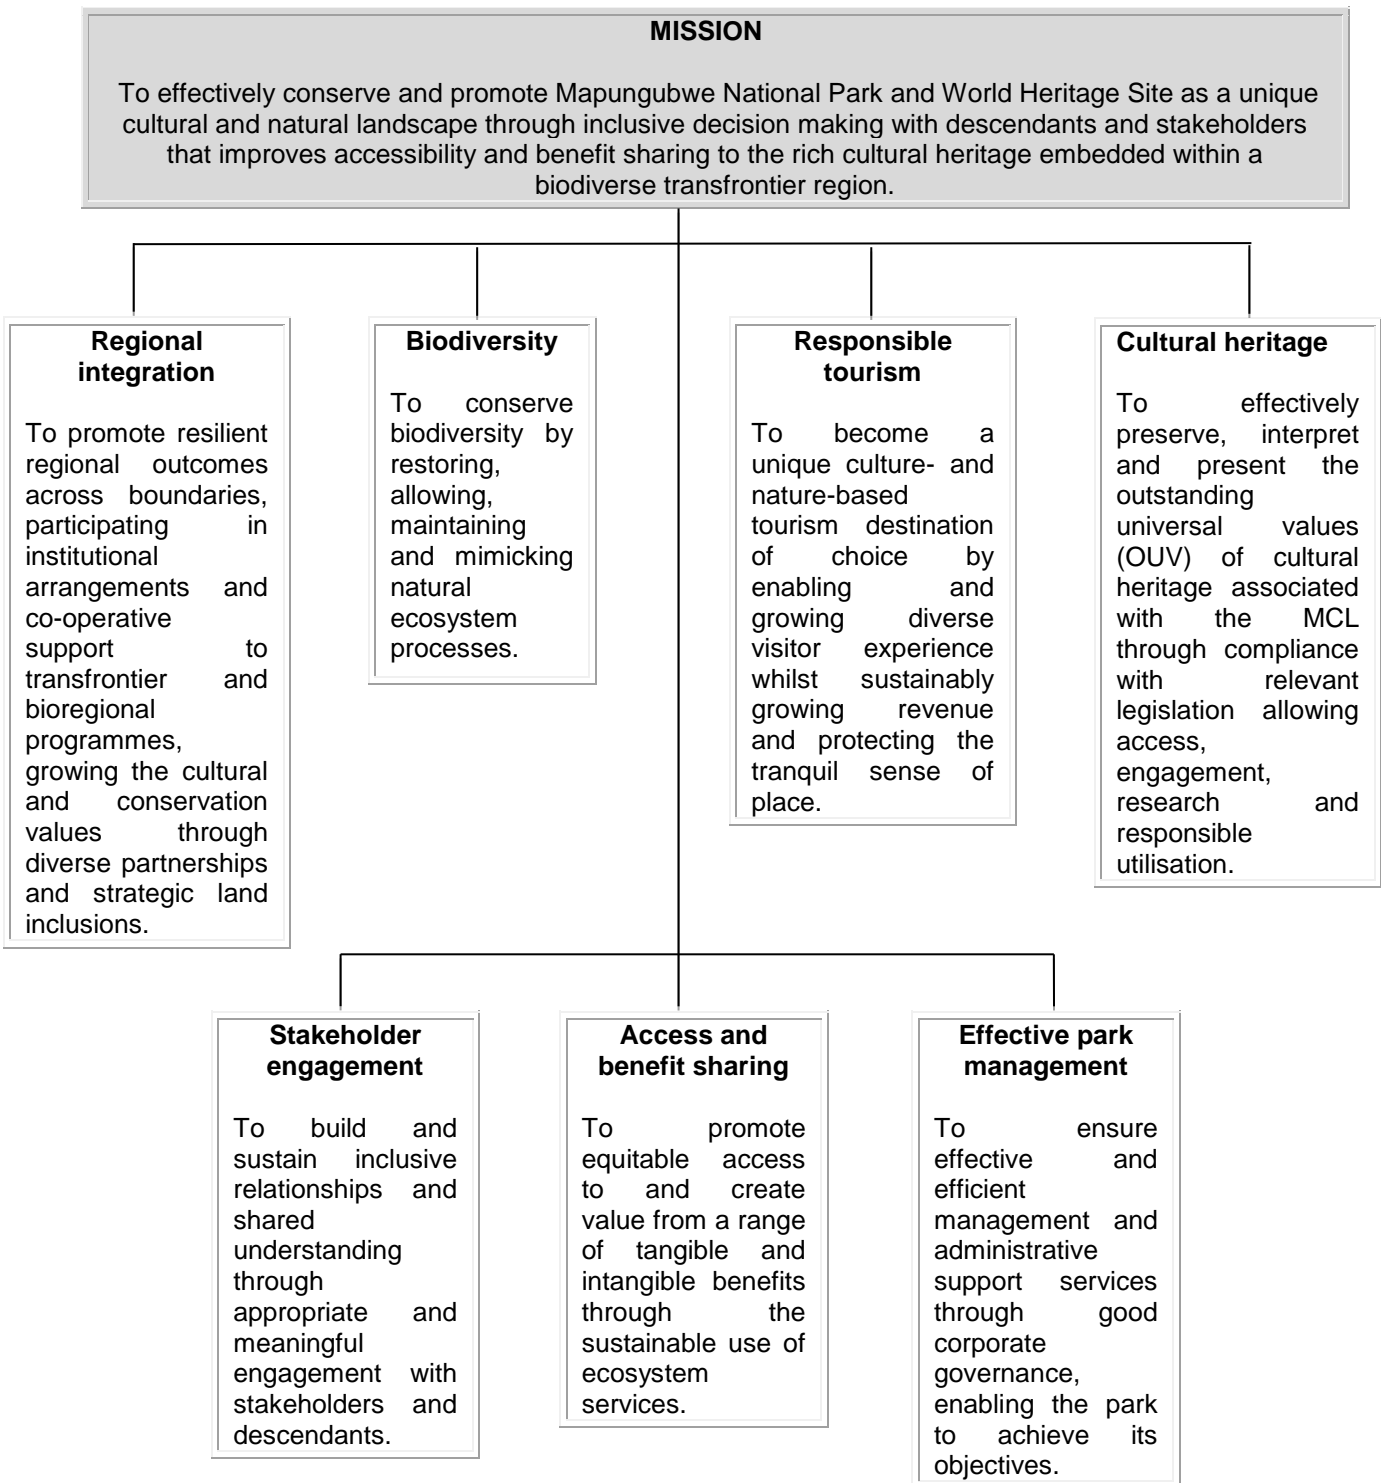 MISSION
To effectively conserve and promote Mapungubwe National Park and World Heritage Site as a unique
cultural and natural landscape through inclusive decision making with descendants and stakeholders
that improves accessibility and benefit sharing to the rich cultural heritage embedded within a
biodiverse transfrontier region.
Regional
integration
To promote resilient
regional outcomes
across boundaries,
participating in
institutional
arrangements and
co-operative
support to
transfrontier and
bioregional
programmes,
growing the cultural
and conservation
values through
diverse partnerships
and strategic land
inclusions.
Biodiversity
To conserve
biodiversity by
restoring,
allowing,
maintaining
and mimicking
natural
ecosystem
processes.
Responsible
tourism
To become a
unique culture- and
nature-based
tourism destination
of choice by
enabling and
growing diverse
visitor experience
whilst sustainably
growing revenue
and protecting the
tranquil sense of
place.
Cultural heritage
To effectively
preserve, interpret
and present the
outstanding
universal values
(OUV) of cultural
heritage associated
with the MCL
through compliance
with relevant
legislation allowing
access,
engagement,
research and
responsible
utilisation.
Stakeholder
engagement
To build and
sustain inclusive
relationships and
shared
understanding
through
appropriate and
meaningful
engagement with
stakeholders and
descendants.
Access and
benefit sharing
To promote
equitable access
to and create
value from a range
of tangible and
intangible benefits
through the
sustainable use of
ecosystem
services.
Effective park
management
To ensure
effective and
efficient
management and
administrative
support services
through good
corporate
governance,
enabling the park
to achieve its
objectives.